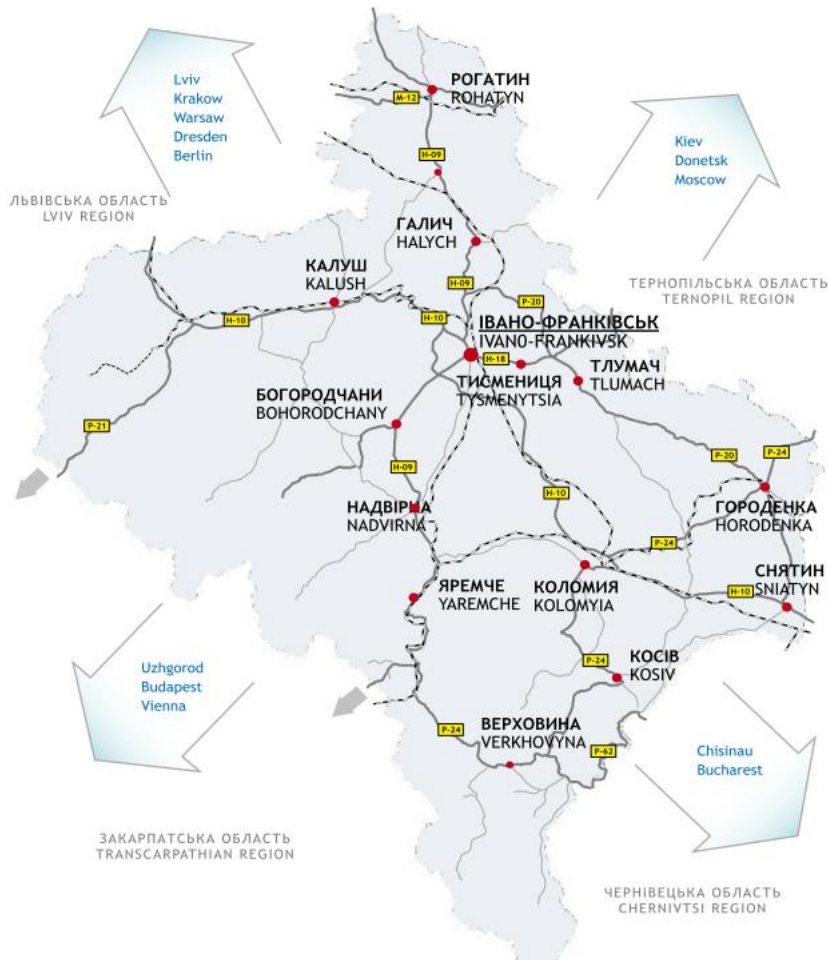 РОГАТИН
ROHATYN
M-12
Lviv
Krakow
Warsaw
Dresden
Berlin
Kiev
Donetsk
Moscow
H-09
ЛЬВІВСЬКА ОБЛАСТЬ
LVIV REGION
ГАЛИЧ
HALYCH
КАЛУШ
KALUSH
ТЕРНОПІЛЬСЬКА ОБЛАСТЬ
TERNOPIL REGION
H-09
P-20
H-10
H-10
ІВАНО-ФРАНКІВСЬК
IVANO-FRANKIVSK
H-18
ТИСМЕНИЦЯ
TYSMENYTSIA
ТЛУМАЧ
TLUMACH
БОГОРОДЧАНИ
BOHORODCHANY
P-21
H-09
P-20
P-24
H-10
НАДВІРНА
NADVIRNA
ГОРОДЕНКА
HORODENKA
P-24
ЯРЕМЧЕ
YAREMCHE
КОЛОМИЯ
KOLOMYIA
СНЯТИН
SNIATYN
H-10
P-24
КОСІВ
KOSIV
Uzhgorod
Budapest
Vienna
P-24
ВЕРХОВИНА
VERKHOVYNA
P-62
Chisinau
Bucharest
ЗАКАРПАТСЬКА ОБЛАСТЬ
TRANSCARPATHIAN REGION
ЧЕРНІВЕЦЬКА ОБЛАСТЬ
CHERNIVTSI REGION